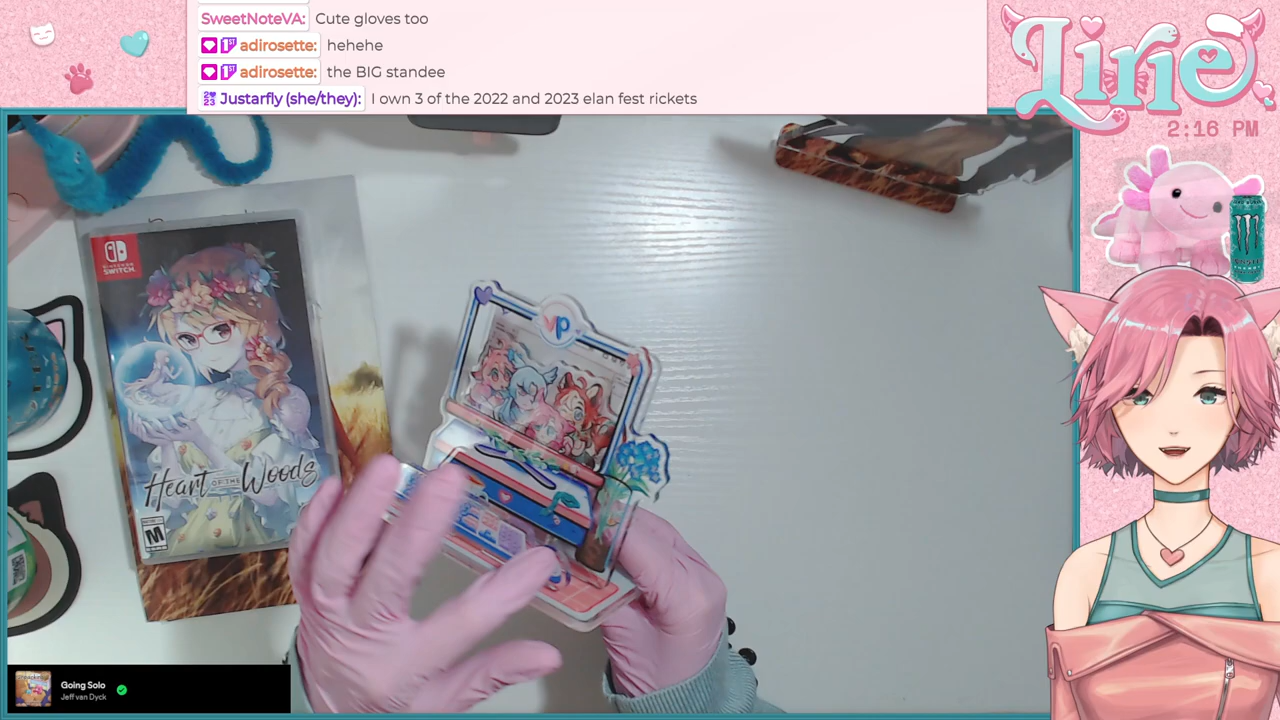 SweetNoteVA: Cute gloves too
adirosette: hehehe
adirosette: the BIG standee
Justarfly (she/they): I own 3 of the 2022 and 2023 elan fest rickets
Lirie
2:16 PM
NINTENDO
SWITCH
vp
Heart OF THE Woods
M
Going Solo
Jeff van Dyck